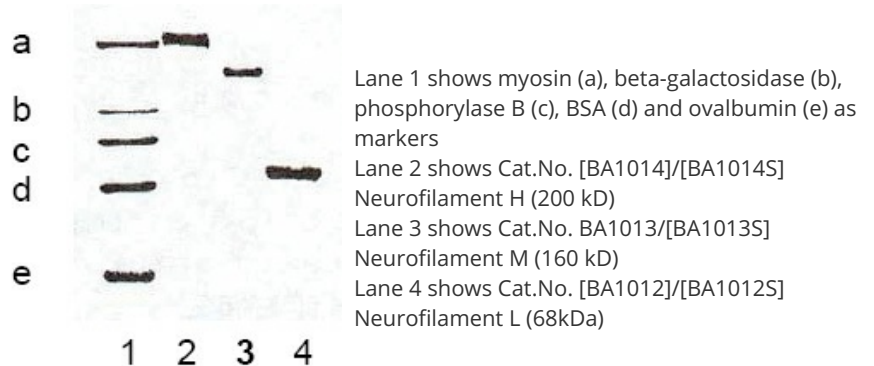 a
b
c
d
e
1 2 3 4
Lane 1 shows myosin (a), beta-galactosidase (b),
phosphorylase B (c), BSA (d) and ovalbumin (e) as
markers
Lane 2 shows Cat.No. [BA1014]/[BA1014S]
Neurofilament H (200 kD)
Lane 3 shows Cat.No. BA1013/[BA1013S]
Neurofilament M (160 kD)
Lane 4 shows Cat.No. [BA1012]/[BA1012S]
Neurofilament L (68kDa)